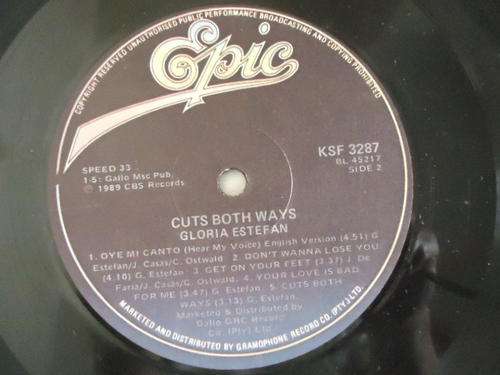 COPYRIGHT RESERVED UNAUTHORISED PUBLIC PERFORMANCE BROADCASTING AND COPYING PROHIBITED
Epic
SPEED 33
1-5: Gallo Msc Pub.
℗ 1989 CBS Records
KSF 3287
BL 45217
SIDE 2
CUTS BOTH WAYS
GLORIA ESTEFAN
1. OYE MI CANTO (Hear My Voice) English Version (4.51) G
Estefan/J. Casas/C. Ostwald 2. DON'T WANNA LOSE YOU
(4.10) G. Estefan. 3. GET ON YOUR FEET (3.37) J. De
Faria/J. Casas/C. Ostwald. 4. YOUR LOVE IS BAD
FOR ME (3.47) G. Estefan. 5. CUTS BOTH
WAYS (3.13) G. Estefan.
Marketed & Distributed by
Gallo GRC Record
Co. (Pty) Ltd.
MARKETED AND DISTRIBUTED BY GRAMOPHONE RECORD CO. (PTY.) LTD.